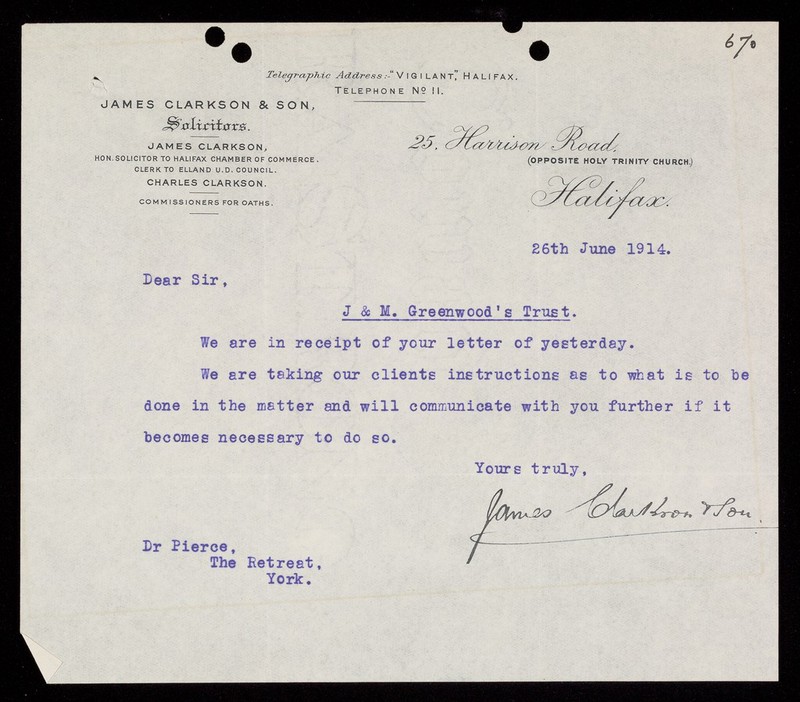 670
Telegraphic Address:-"VIGILANT," HALIFAX.
TELEPHONE No 11.
JAMES CLARKSON & SON,
Solicitors.
JAMES CLARKSON,
HON. SOLICITOR TO HALIFAX CHAMBER OF COMMERCE.
CLERK TO ELLAND U.D. COUNCIL.
CHARLES CLARKSON.
COMMISSIONERS FOR OATHS.
25, Harrison Road,
(OPPOSITE HOLY TRINITY CHURCH,)
Halifax.
26th June 1914.
Dear Sir,
J & M. Greenwood's Trust.
We are in receipt of your letter of yesterday.
We are taking our clients instructions as to what is to be
done in the matter and will communicate with you further if it
becomes necessary to do so.
Yours truly,
James Clarkson & Son.
Dr Pierce,
The Retreat,
York.